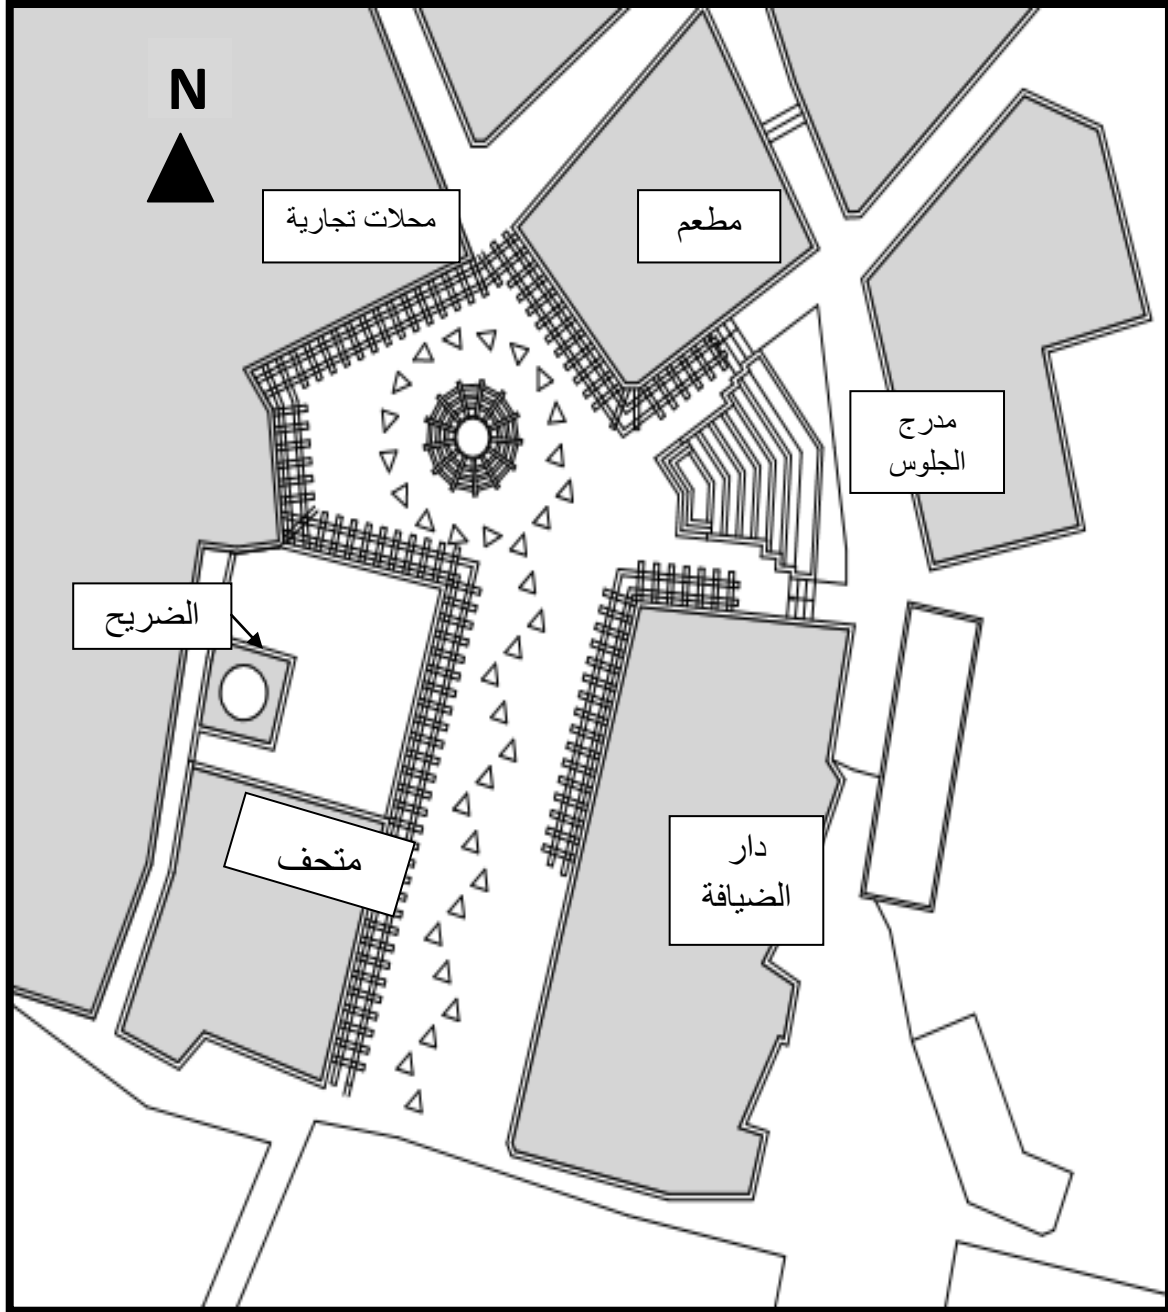 N
محلات تجارية
مطعم
مدرج
الجلوس
الضريح
متحف
دار
الضيافة